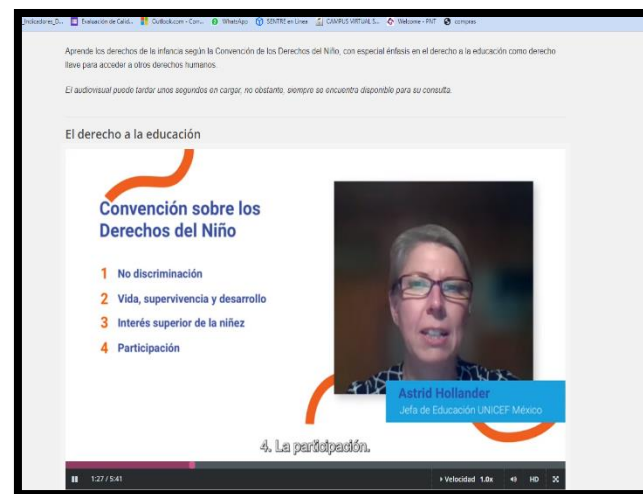 Indicadores_D... Evaluación de Calid... Outlook.com - Corr... WhatsApp SENTRE en Línea CAMPUS VIRTUAL S... Welcome - PNT compras
Aprende los derechos de la infancia según la Convención de los Derechos del Niño, con especial énfasis en el derecho a la educación como derecho
llave para acceder a otros derechos humanos.
El audiovisual puede tardar unos segundos en cargar, no obstante, siempre se encuentra disponible para su consulta.
El derecho a la educación
Convención sobre los
Derechos del Niño
1 No discriminación
2 Vida, supervivencia y desarrollo
3 Interés superior de la niñez
4 Participación
Astrid Hollander
Jefa de Educación UNICEF México
4. La participación.
1:27 / 5:41 Velocidad 1.0x HD